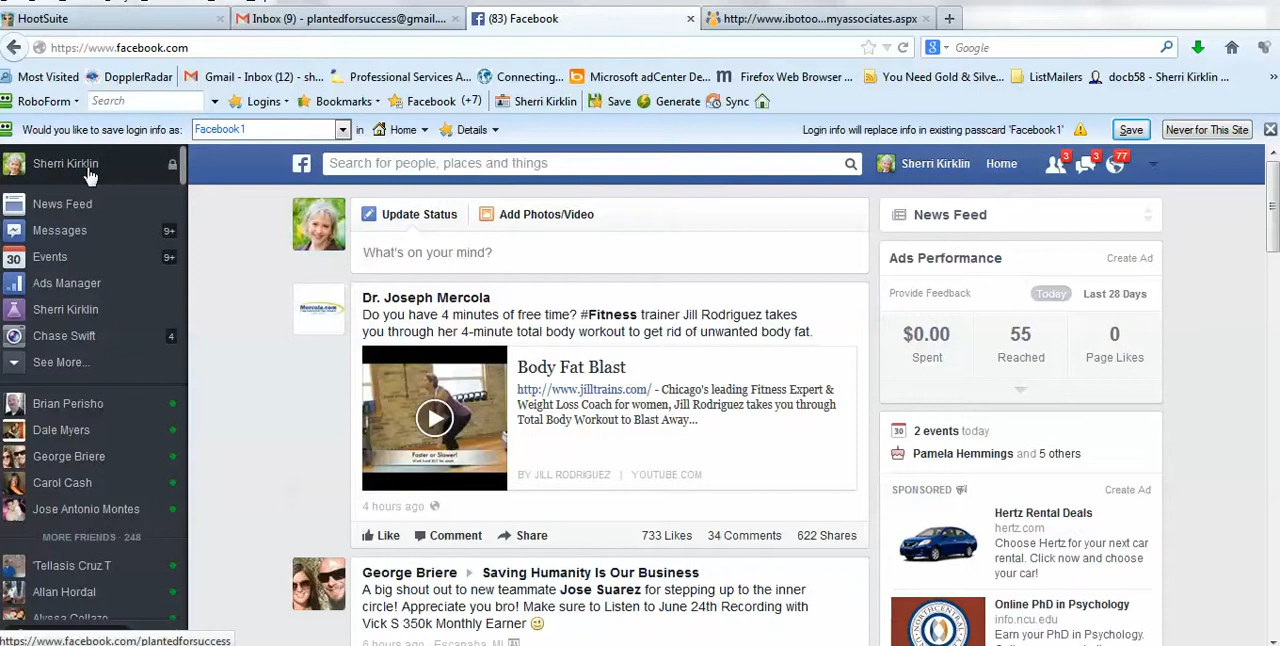 HootSuite
Inbox (9) - plantedforsuccess@gmail....
(83) Facebook
http://www.ibotoo...myassociates.aspx
https://www.facebook.com
Google
Most Visited
DopplerRadar
Gmail - Inbox (12) - sh...
Professional Services A...
Connecting...
Microsoft adCenter De...
Firefox Web Browser ...
You Need Gold & Silve...
ListMailers
docb58 - Sherri Kirklin ...
RoboForm
Search
Logins
Bookmarks
Facebook (+7)
Sherri Kirklin
Save
Generate
Sync
Would you like to save login info as:
Facebook1
in
Home
Details
Login info will replace info in existing passcard 'Facebook1'
Save
Never for This Site
Sherri Kirklin
Search for people, places and things
Sherri Kirklin
Home
3
3
77
News Feed
Messages 9+
30 Events 9+
Ads Manager
Sherri Kirklin
Chase Swift 4
See More...
Brian Perisho
Dale Myers
George Briere
Carol Cash
Jose Antonio Montes
MORE FRIENDS · 248
'Tellasis Cruz T
Allan Hordal
Alyssa Collazo
https://www.facebook.com/plantedforsuccess
Update Status
Add Photos/Video
What's on your mind?
Mercola.com
Dr. Joseph Mercola
Do you have 4 minutes of free time? #Fitness trainer Jill Rodriguez takes
you through her 4-minute total body workout to get rid of unwanted body fat.
Faster or Slower!
Body Fat Blast
http://www.jilltrains.com/ - Chicago's leading Fitness Expert &
Weight Loss Coach for women, Jill Rodriguez takes you through
Total Body Workout to Blast Away...
BY JILL RODRIGUEZ | YOUTUBE.COM
4 hours ago
Like
Comment
Share
733 Likes
34 Comments
622 Shares
George Briere
Saving Humanity Is Our Business
A big shout out to new teammate Jose Suarez for stepping up to the inner
circle! Appreciate you bro! Make sure to Listen to June 24th Recording with
Vick S 350k Monthly Earner
6 hours ago · Escanaba, MI
News Feed
Ads Performance
Create Ad
Provide Feedback
Today
Last 28 Days
$0.00
55
0
Spent
Reached
Page Likes
30 2 events today
Pamela Hemmings and 5 others
SPONSORED
Create Ad
Hertz Rental Deals
hertz.com
Choose Hertz for your next car
rental. Click now and choose
your car!
NORTHCENTRAL
Online PhD in Psychology
info.ncu.edu
Earn your PhD in Psychology.